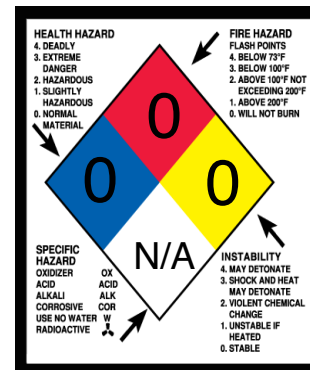 HEALTH HAZARD
4. DEADLY
3. EXTREME
DANGER
2. HAZARDOUS
1. SLIGHTLY
HAZARDOUS
0. NORMAL
MATERIAL
FIRE HAZARD
FLASH POINTS
4. BELOW 73°F
3. BELOW 100°F
2. ABOVE 100°F NOT
EXCEEDING 200°F
1. ABOVE 200°F
0. WILL NOT BURN
0
0
0
N/A
SPECIFIC
HAZARD
OXIDIZER OX
ACID ACID
ALKALI ALK
CORROSIVE COR
USE NO WATER W
RADIOACTIVE
INSTABILITY
4. MAY DETONATE
3. SHOCK AND HEAT
MAY DETONATE
2. VIOLENT CHEMICAL
CHANGE
1. UNSTABLE IF
HEATED
0. STABLE